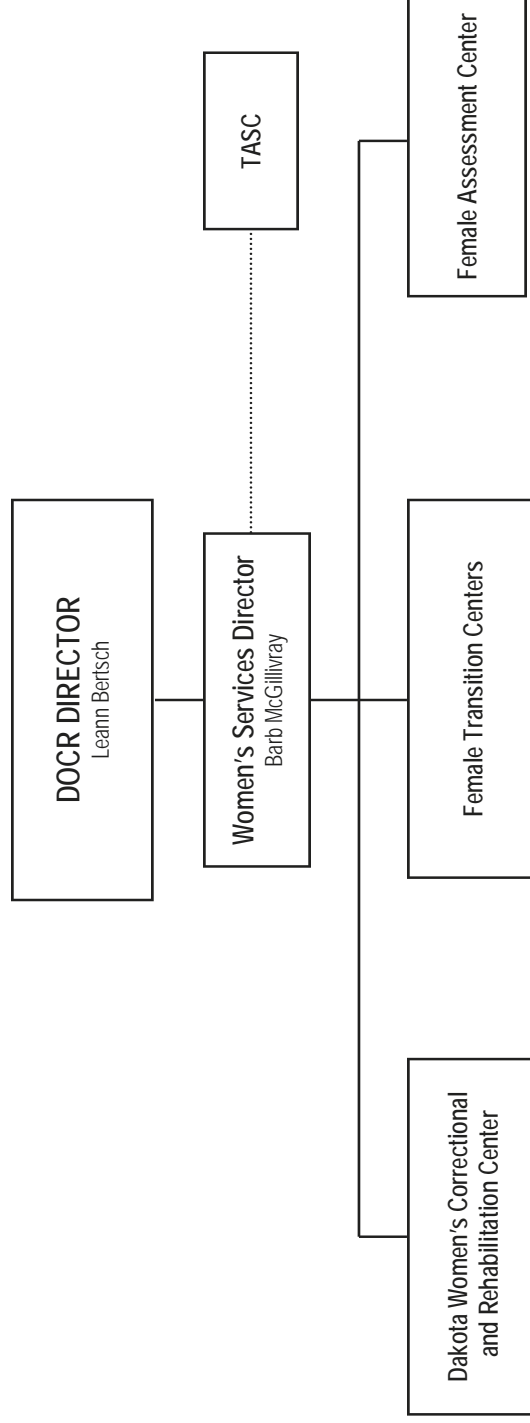 DOCR DIRECTOR
Leann Bertsch
Women's Services Director
Barb McGillivray
TASC
Dakota Women's Correctional
and Rehabilitation Center
Female Transition Centers
Female Assessment Center